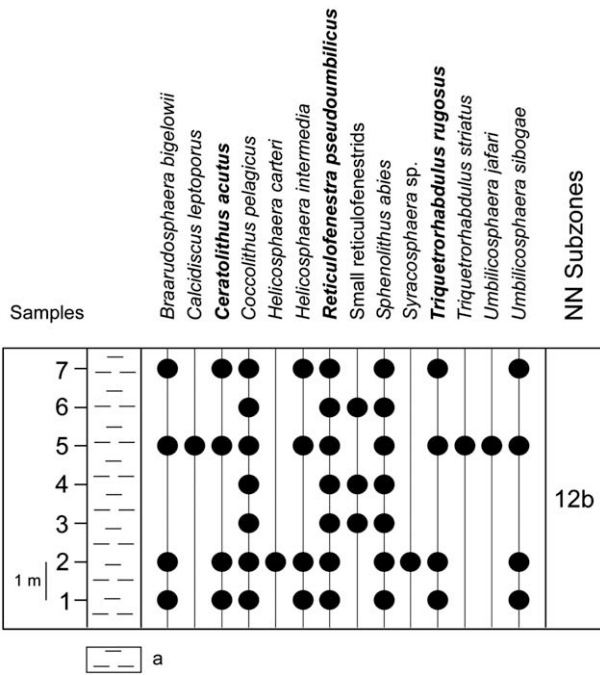 Samples
Braarudosphaera bigelowii
Calcidiscus leptoporus
Ceratolithus acutus
Coccolithus pelagicus
Helicosphaera carteri
Helicosphaera intermedia
Reticulofenestra pseudoumbilicus
Small reticulofenestrids
Sphenolithus abies
Syracosphaera sp.
Triquetrorhabdulus rugosus
Triquetrorhabdulus striatus
Umbilicosphaera jafari
Umbilicosphaera sibogae
NN Subzones
7
6
5
4
3
2
1
1 m
12b
a